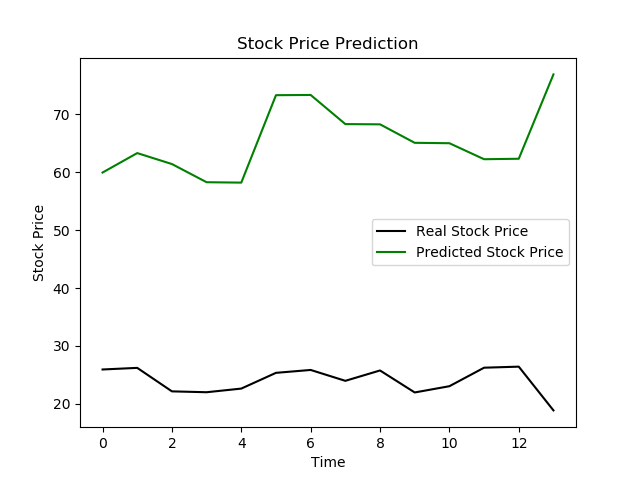 Stock Price Prediction
Stock Price
70
60
50
40
30
20
Real Stock Price
Predicted Stock Price
0 2 4 6 8 10 12
Time